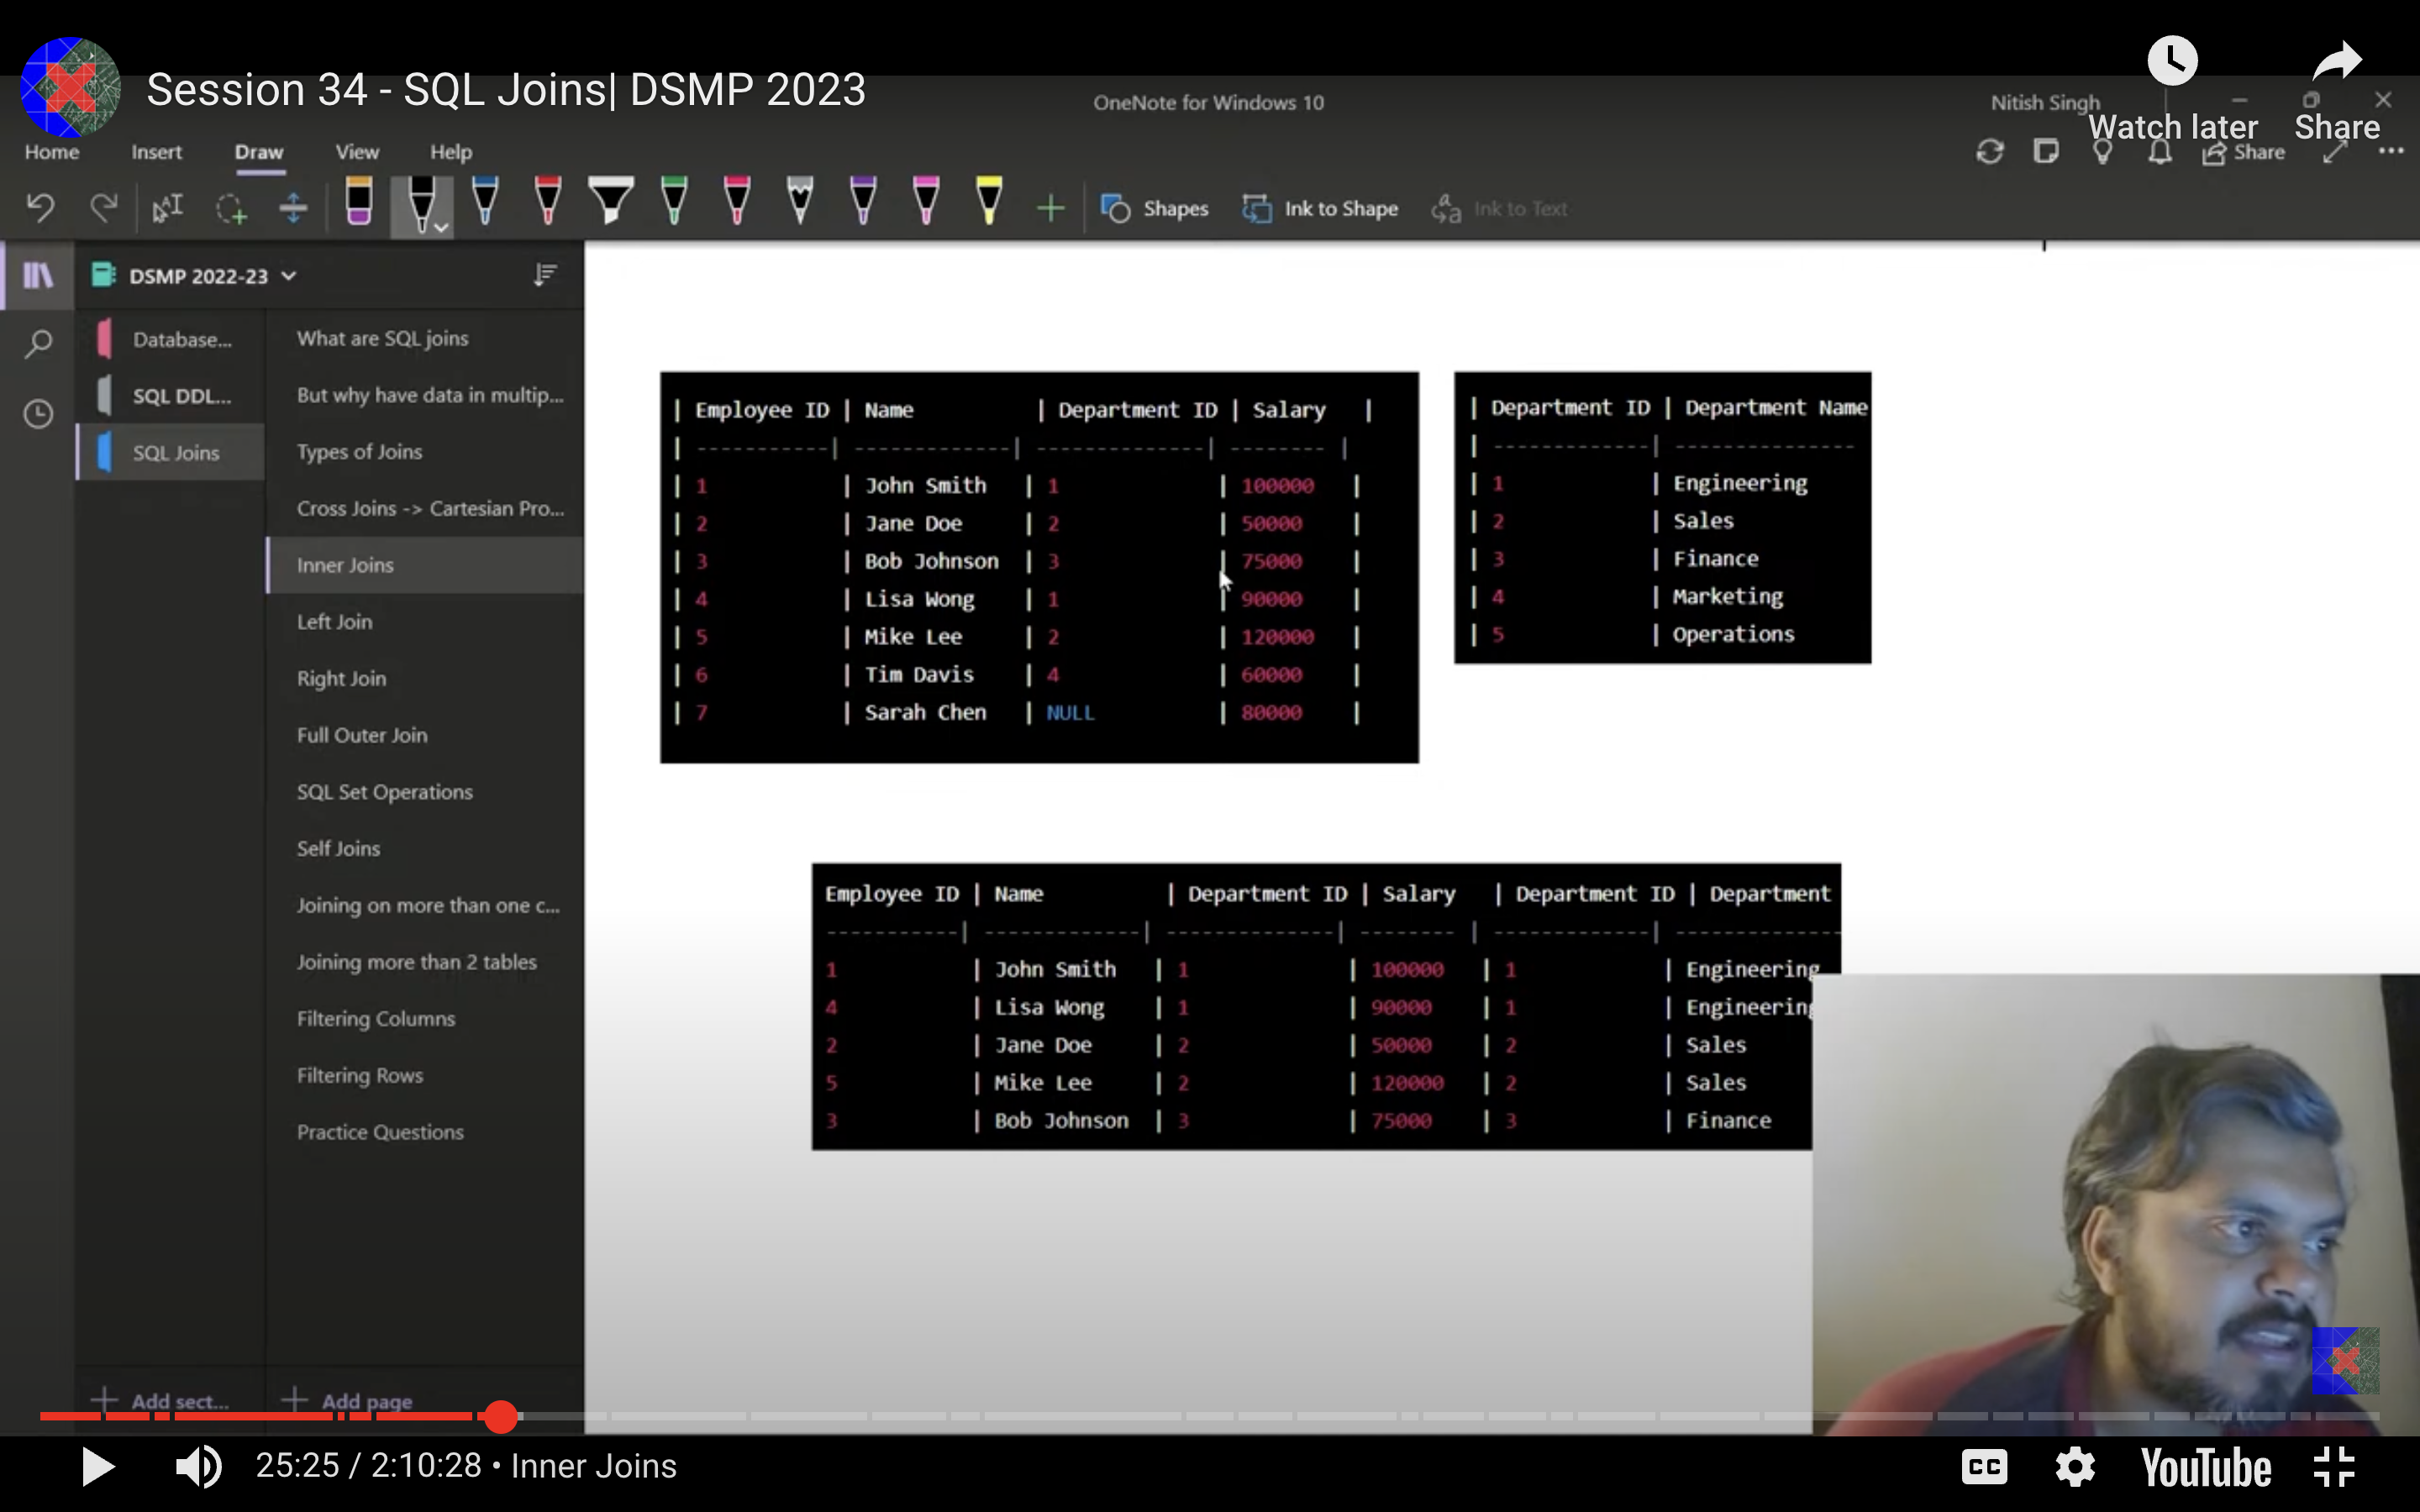 Session 34 - SQL Joins| DSMP 2023
OneNote for Windows 10
Nitish Singh
Watch later
Share
Home Insert Draw View Help
Share
Shapes
Ink to Shape
Ink to Text
DSMP 2022-23
Database...
SQL DDL...
SQL Joins
What are SQL joins
But why have data in multip...
Types of Joins
Cross Joins -> Cartesian Pro...
Inner Joins
Left Join
Right Join
Full Outer Join
SQL Set Operations
Self Joins
Joining on more than one c...
Joining more than 2 tables
Filtering Columns
Filtering Rows
Practice Questions
Add sect...
Add page
| Employee ID | Name | Department ID | Salary |
| -----------| -------------| --------------| -------- |
| 1 | John Smith | 1 | 100000 |
| 2 | Jane Doe | 2 | 50000 |
| 3 | Bob Johnson | 3 | 75000 |
| 4 | Lisa Wong | 1 | 90000 |
| 5 | Mike Lee | 2 | 120000 |
| 6 | Tim Davis | 4 | 60000 |
| 7 | Sarah Chen | NULL | 80000 |
| Department ID | Department Name
| -------------| ---------------
| 1 | Engineering
| 2 | Sales
| 3 | Finance
| 4 | Marketing
| 5 | Operations
Employee ID | Name | Department ID | Salary | Department ID | Department
-----------| -------------| --------------| -------- | -------------| --------------
1 | John Smith | 1 | 100000 | 1 | Engineering
4 | Lisa Wong | 1 | 90000 | 1 | Engineering
2 | Jane Doe | 2 | 50000 | 2 | Sales
5 | Mike Lee | 2 | 120000 | 2 | Sales
3 | Bob Johnson | 3 | 75000 | 3 | Finance
25:25 / 2:10:28 • Inner Joins
CC
YouTube